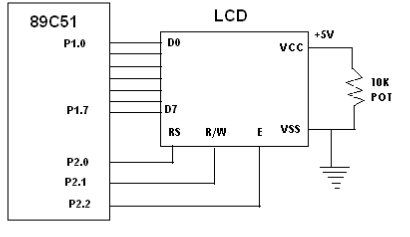 LCD
89C51
+5V
P1.0
D0
VCC
10K
POT
P1.7
D7
RS
R/W
E
VSS
P2.0
P2.1
P2.2